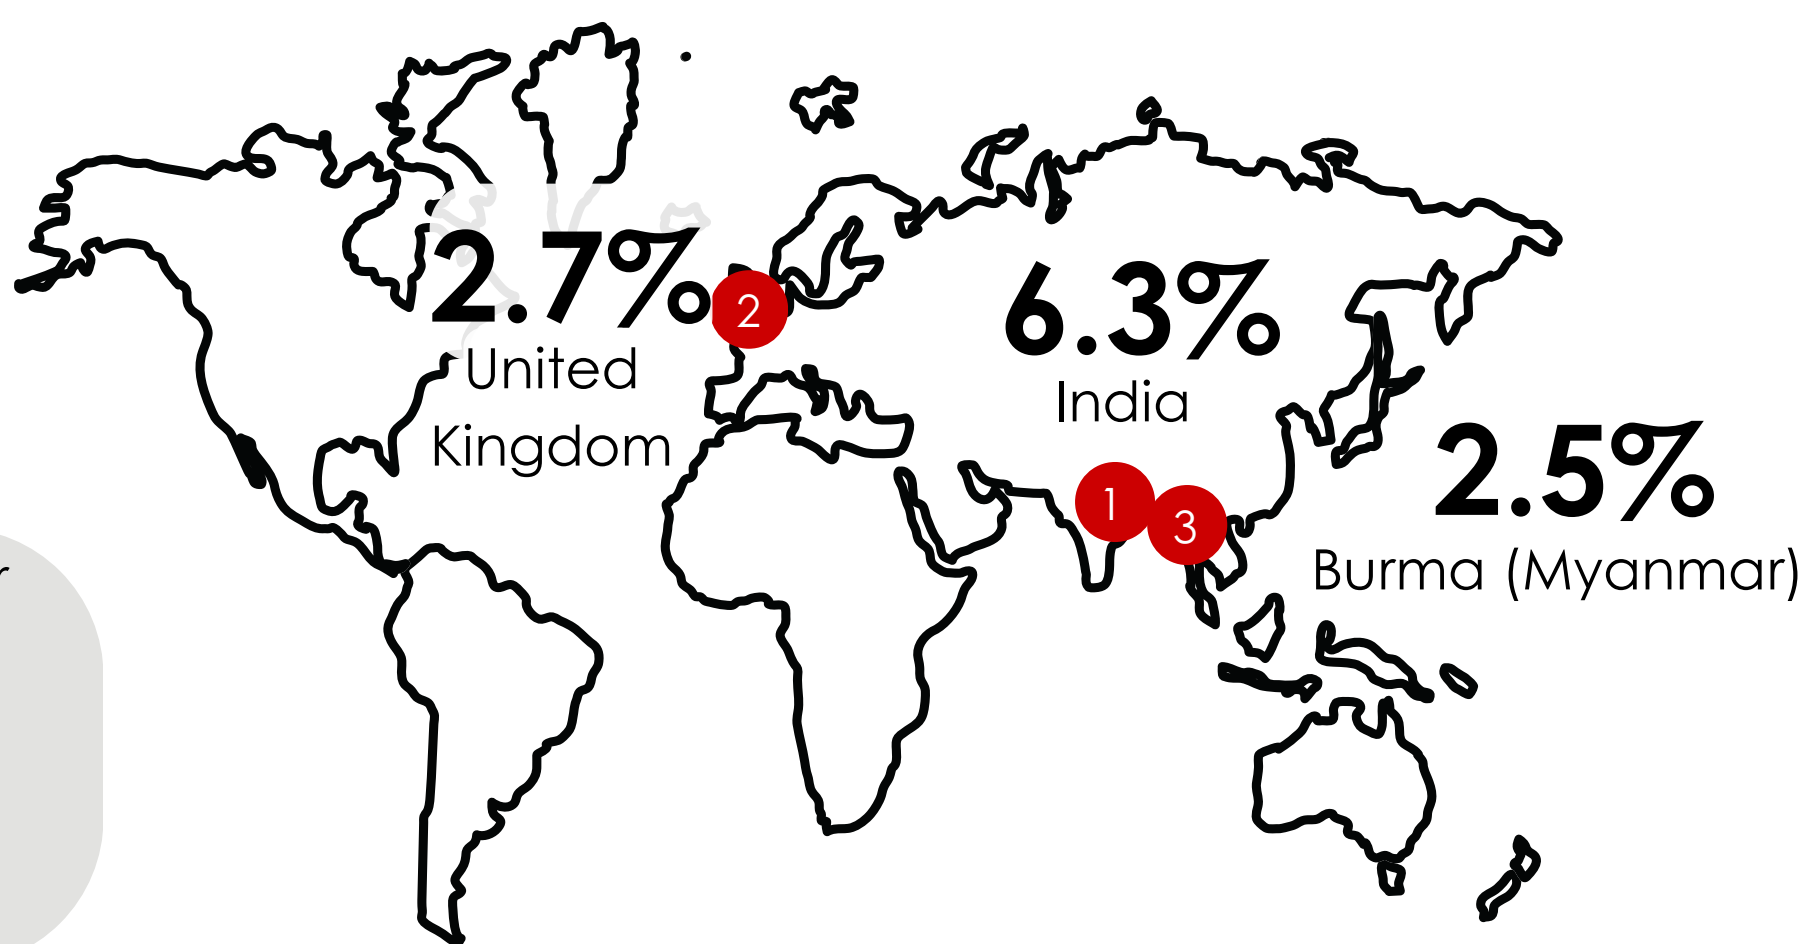 2.7%
United
Kingdom
2
6.3%
India
1
3
2.5%
Burma (Myanmar)